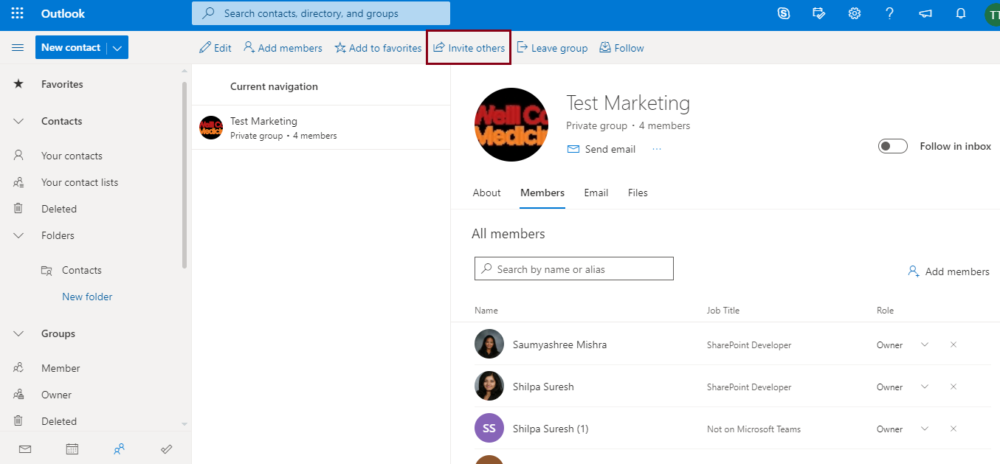 Outlook
Search contacts, directory, and groups
TT
New contact
Edit
Add members
Add to favorites
Invite others
Leave group
Follow
Favorites
Contacts
Your contacts
Your contact lists
Deleted
Folders
Contacts
New folder
Groups
Member
Owner
Deleted
Current navigation
Test Marketing
Private group • 4 members
Test Marketing
Private group • 4 members
Send email
Follow in inbox
About Members Email Files
All members
Search by name or alias
Add members
Name Job Title Role
Saumyashree Mishra SharePoint Developer Owner
Shilpa Suresh SharePoint Developer Owner
SS Shilpa Suresh (1) Not on Microsoft Teams Owner